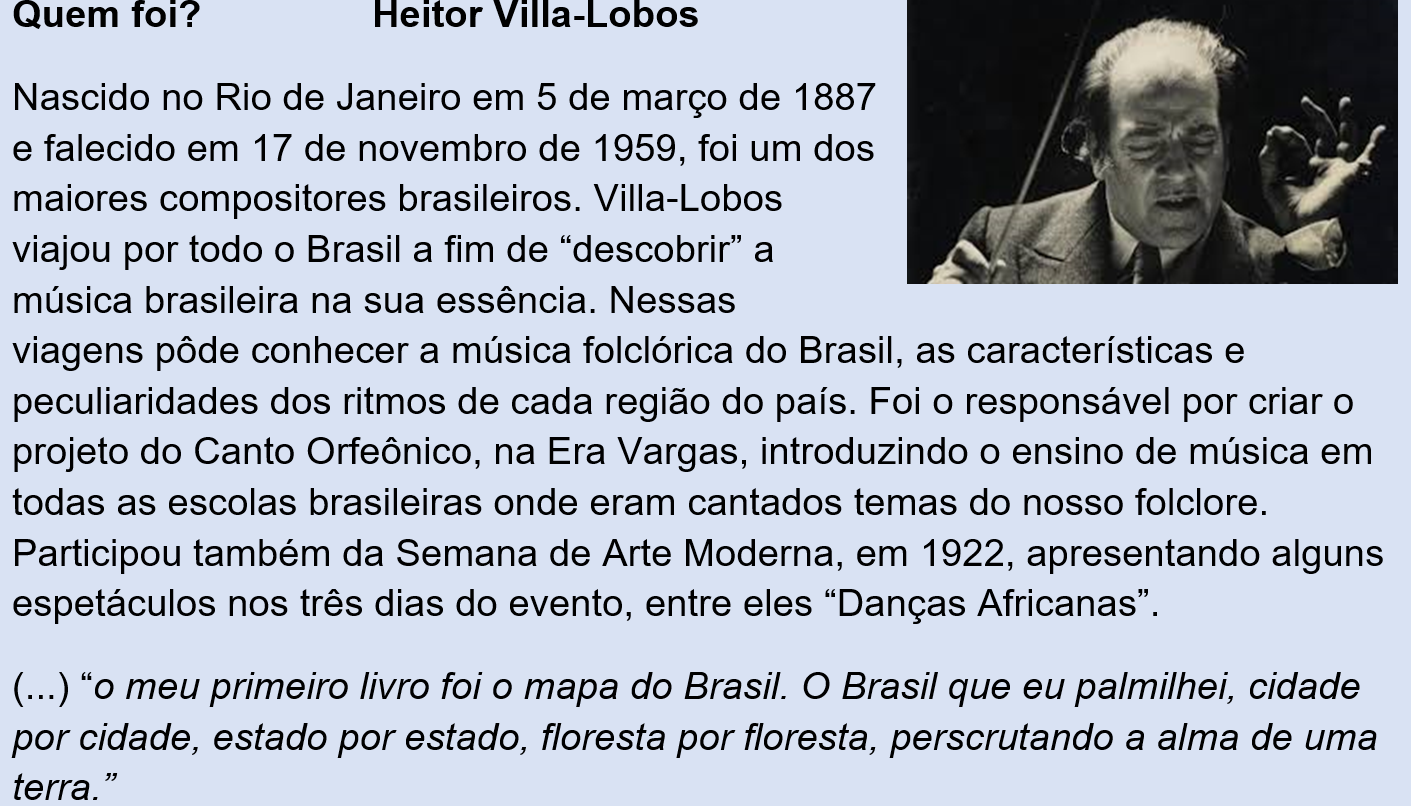 Quem foi? Heitor Villa-Lobos
Nascido no Rio de Janeiro em 5 de março de 1887
e falecido em 17 de novembro de 1959, foi um dos
maiores compositores brasileiros. Villa-Lobos
viajou por todo o Brasil a fim de “descobrir” a
música brasileira na sua essência. Nessas
viagens pôde conhecer a música folclórica do Brasil, as características e
peculiaridades dos ritmos de cada região do país. Foi o responsável por criar o
projeto do Canto Orfeônico, na Era Vargas, introduzindo o ensino de música em
todas as escolas brasileiras onde eram cantados temas do nosso folclore.
Participou também da Semana de Arte Moderna, em 1922, apresentando alguns
espetáculos nos três dias do evento, entre eles “Danças Africanas”.
(...) “o meu primeiro livro foi o mapa do Brasil. O Brasil que eu palmilhei, cidade
por cidade, estado por estado, floresta por floresta, perscrutando a alma de uma
terra.”